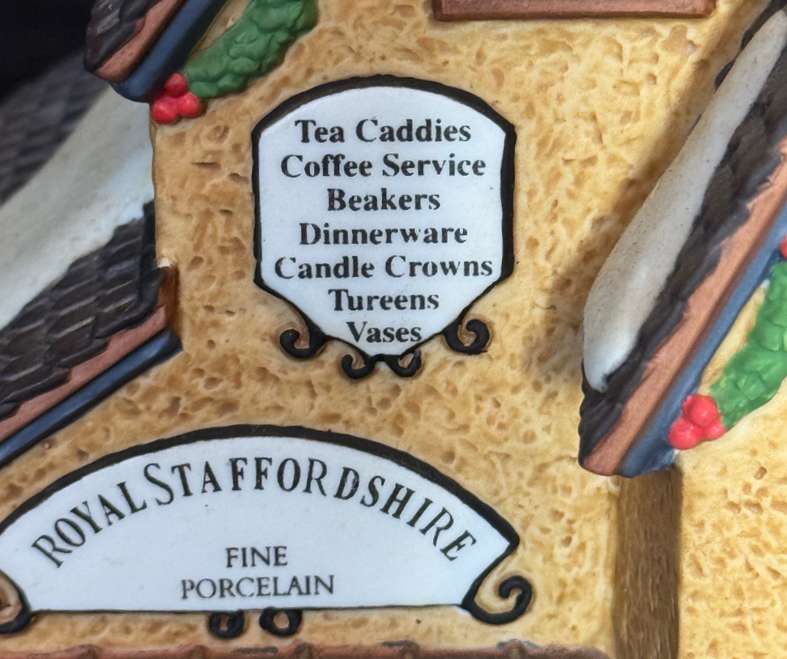 Tea Caddies
Coffee Service
Beakers
Dinnerware
Candle Crowns
Tureens
Vases
ROYAL STAFFORDSHIRE
FINE
PORCELAIN